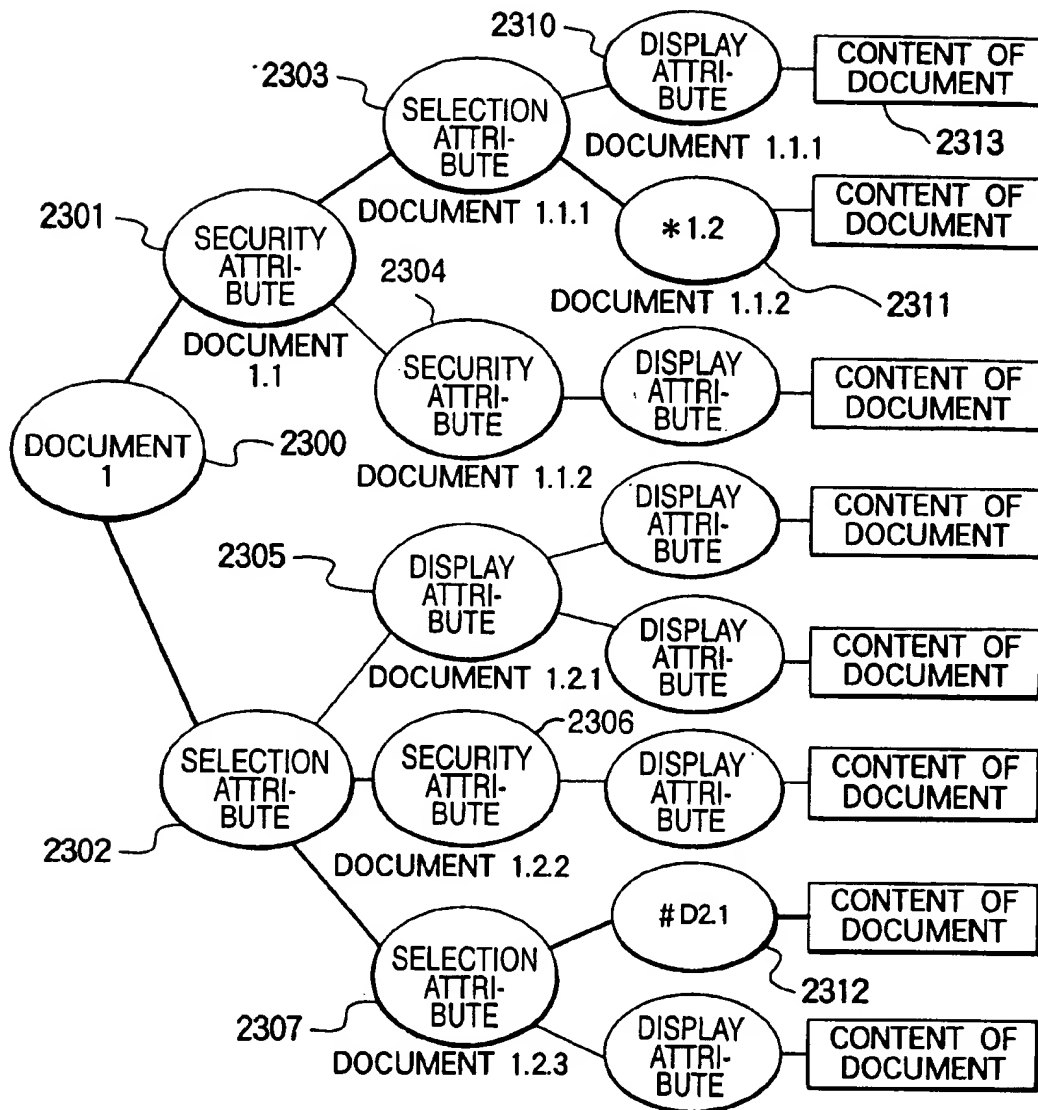 2310
DISPLAY
ATTRI-
BUTE
CONTENT OF
DOCUMENT
2303
SELECTION
ATTRI-
BUTE
2313
DOCUMENT 1.1.1
2301
DOCUMENT 1.1.1
CONTENT OF
DOCUMENT
SECURITY
ATTRI-
BUTE
*1.2
2304
DOCUMENT 1.1.2
2311
DOCUMENT
1.1
SECURITY
ATTRI-
BUTE
DISPLAY
ATTRI-
BUTE
CONTENT OF
DOCUMENT
DOCUMENT
1
2300
DOCUMENT 1.1.2
DISPLAY
ATTRI-
BUTE
CONTENT OF
DOCUMENT
2305
DISPLAY
ATTRI-
BUTE
DISPLAY
ATTRI-
BUTE
CONTENT OF
DOCUMENT
DOCUMENT 1.2.1
2306
SELECTION
ATTRI-
BUTE
SECURITY
ATTRI-
BUTE
DISPLAY
ATTRI-
BUTE
CONTENT OF
DOCUMENT
2302
DOCUMENT 1.2.2
#D2.1
CONTENT OF
DOCUMENT
SELECTION
ATTRI-
BUTE
2312
2307
DOCUMENT 1.2.3
DISPLAY
ATTRI-
BUTE
CONTENT OF
DOCUMENT